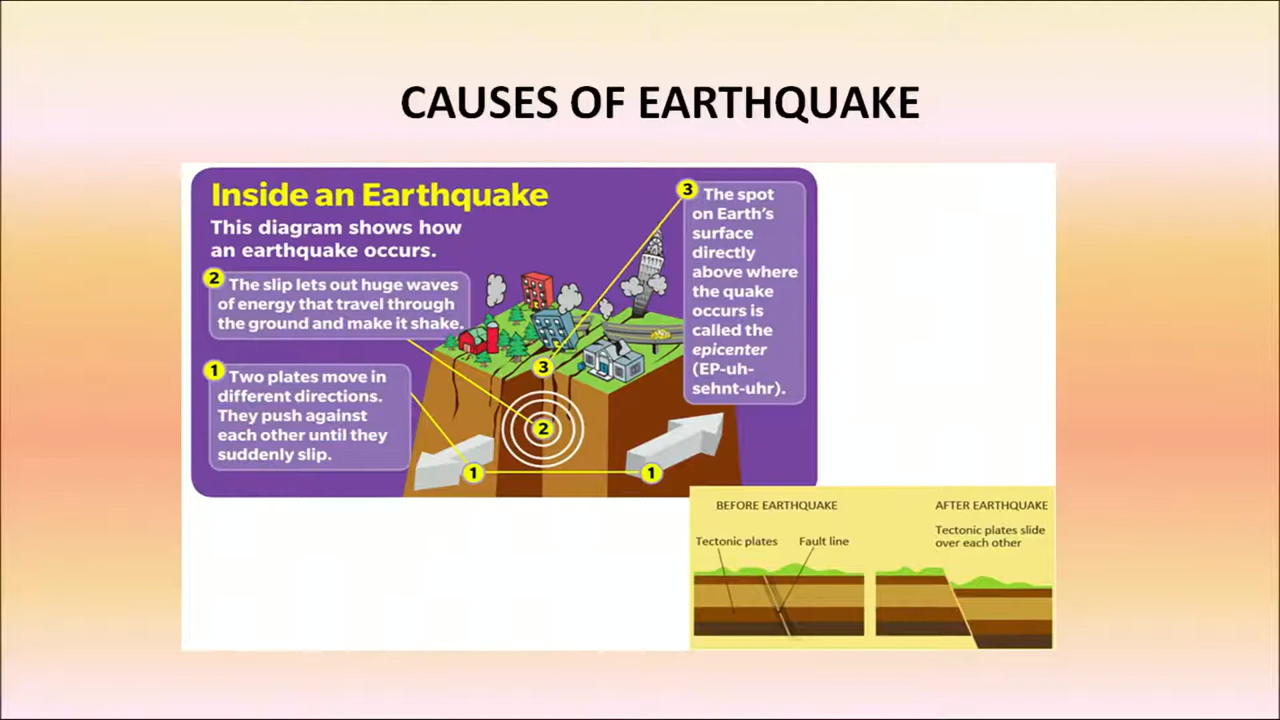 CAUSES OF EARTHQUAKE
Inside an Earthquake
This diagram shows how
an earthquake occurs.
2 The slip lets out huge waves
of energy that travel through
the ground and make it shake.
1 Two plates move in
different directions.
They push against
each other until they
suddenly slip.
3 The spot
on Earth's
surface
directly
above where
the quake
occurs is
called the
epicenter
(EP-uh-
sehnt-uhr).
3
2
1
1
BEFORE EARTHQUAKE
Tectonic plates
Fault line
AFTER EARTHQUAKE
Tectonic plates slide
over each other